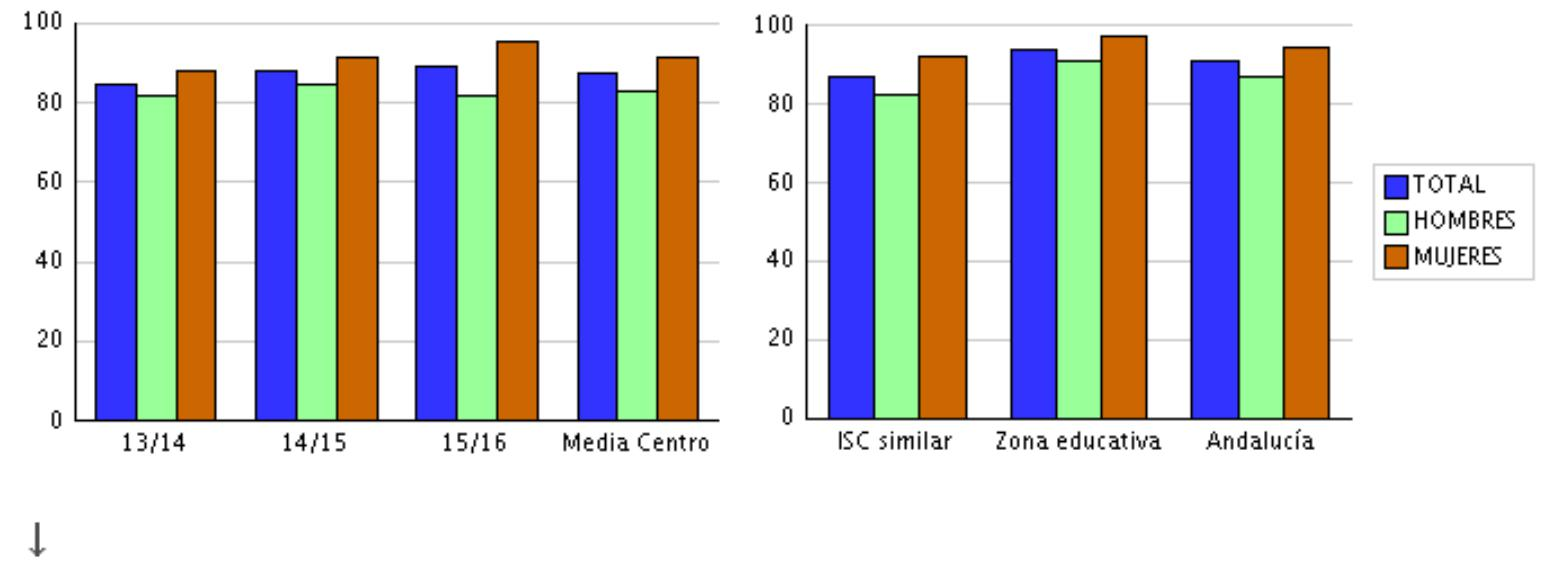 100
80
60
40
20
0
13/14
14/15
15/16
Media Centro
100
80
60
40
20
0
ISC similar
Zona educativa
Andalucía
TOTAL
HOMBRES
MUJERES
↓